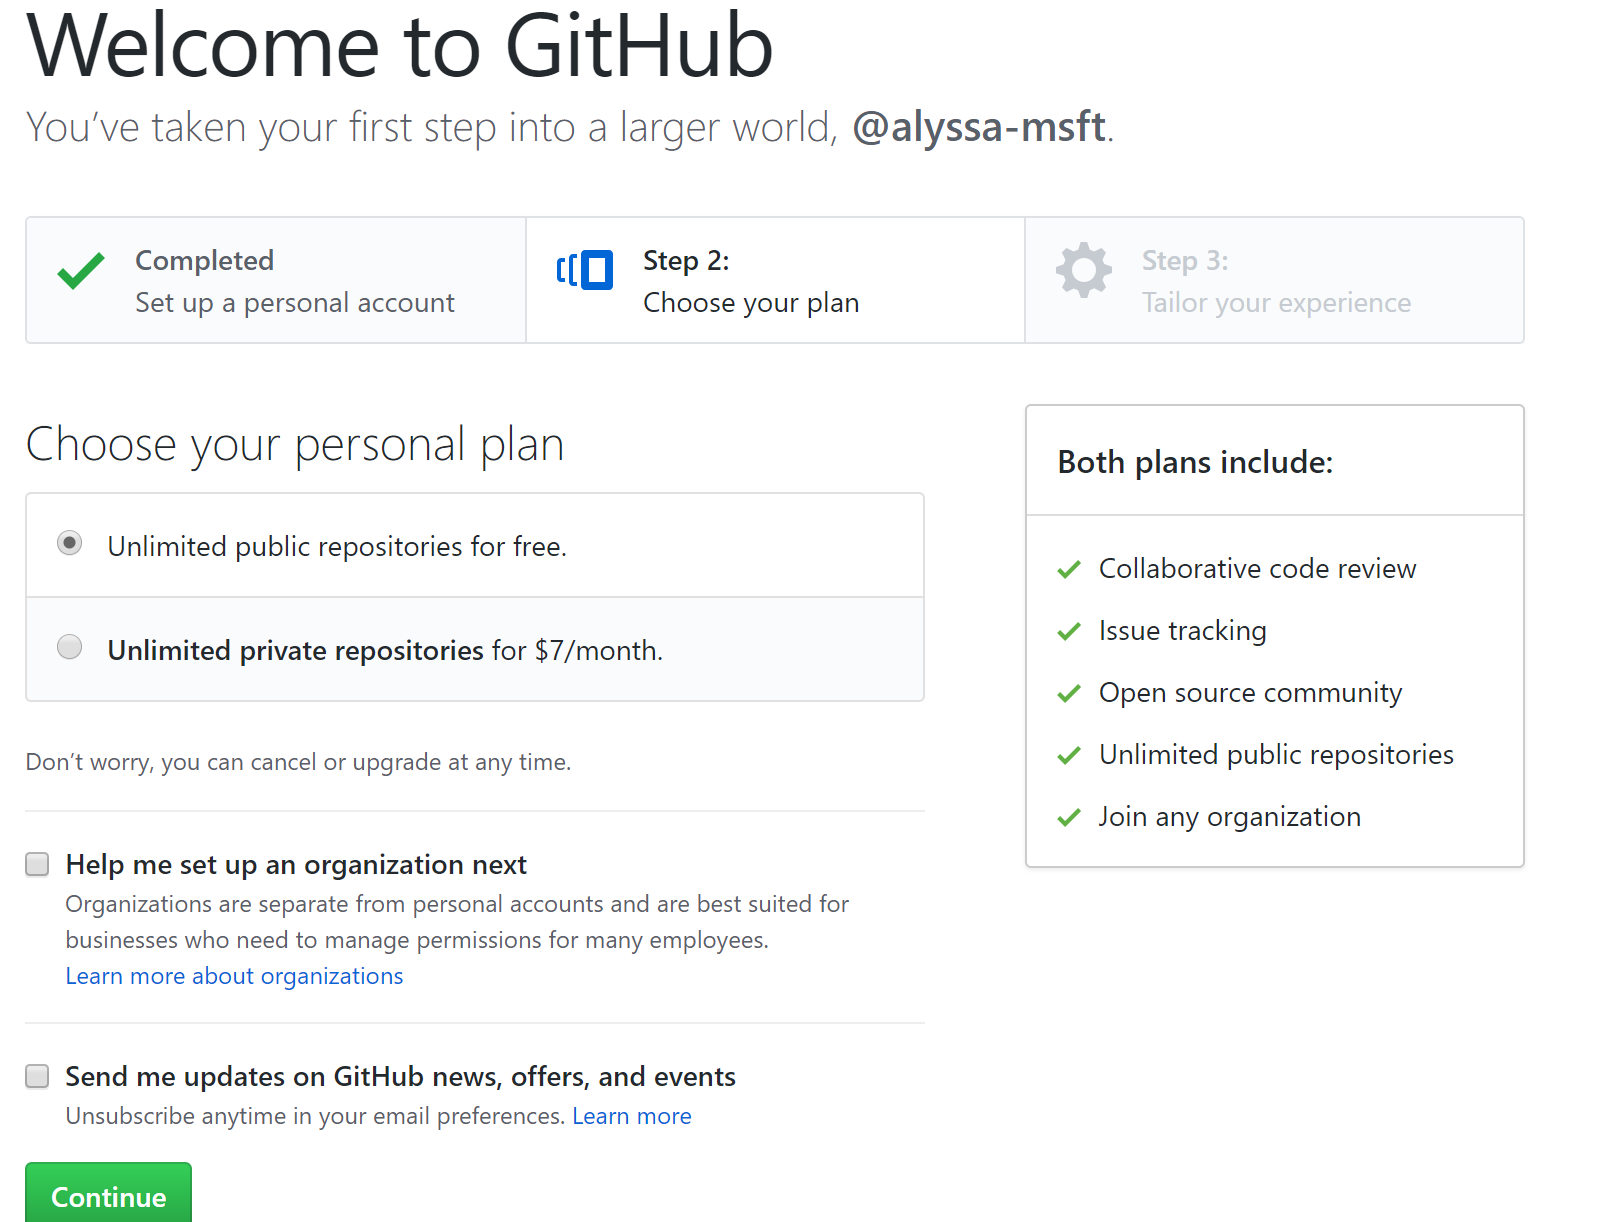 Welcome to GitHub
You’ve taken your first step into a larger world, @alyssa-msft.
Completed
Set up a personal account
Step 2:
Choose your plan
Step 3:
Tailor your experience
Choose your personal plan
Unlimited public repositories for free.
Unlimited private repositories for $7/month.
Don’t worry, you can cancel or upgrade at any time.
Help me set up an organization next
Organizations are separate from personal accounts and are best suited for
businesses who need to manage permissions for many employees.
Learn more about organizations
Send me updates on GitHub news, offers, and events
Unsubscribe anytime in your email preferences. Learn more
Continue
Both plans include:
Collaborative code review
Issue tracking
Open source community
Unlimited public repositories
Join any organization